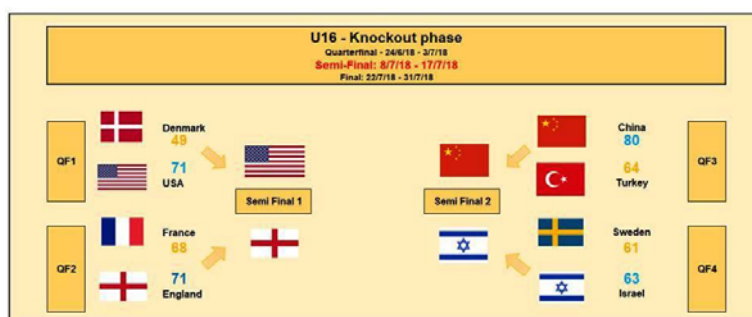 U16 - Knockout phase
Quarterfinal - 24/6/18 - 3/7/18
Semi-Final: 8/7/18 - 17/7/18
Final: 22/7/18 - 31/7/18
QF1
Denmark
49
71
USA
QF2
France
68
71
England
Semi Final 1
Semi Final 2
China
80
64
Turkey
QF3
Sweden
61
63
Israel
QF4